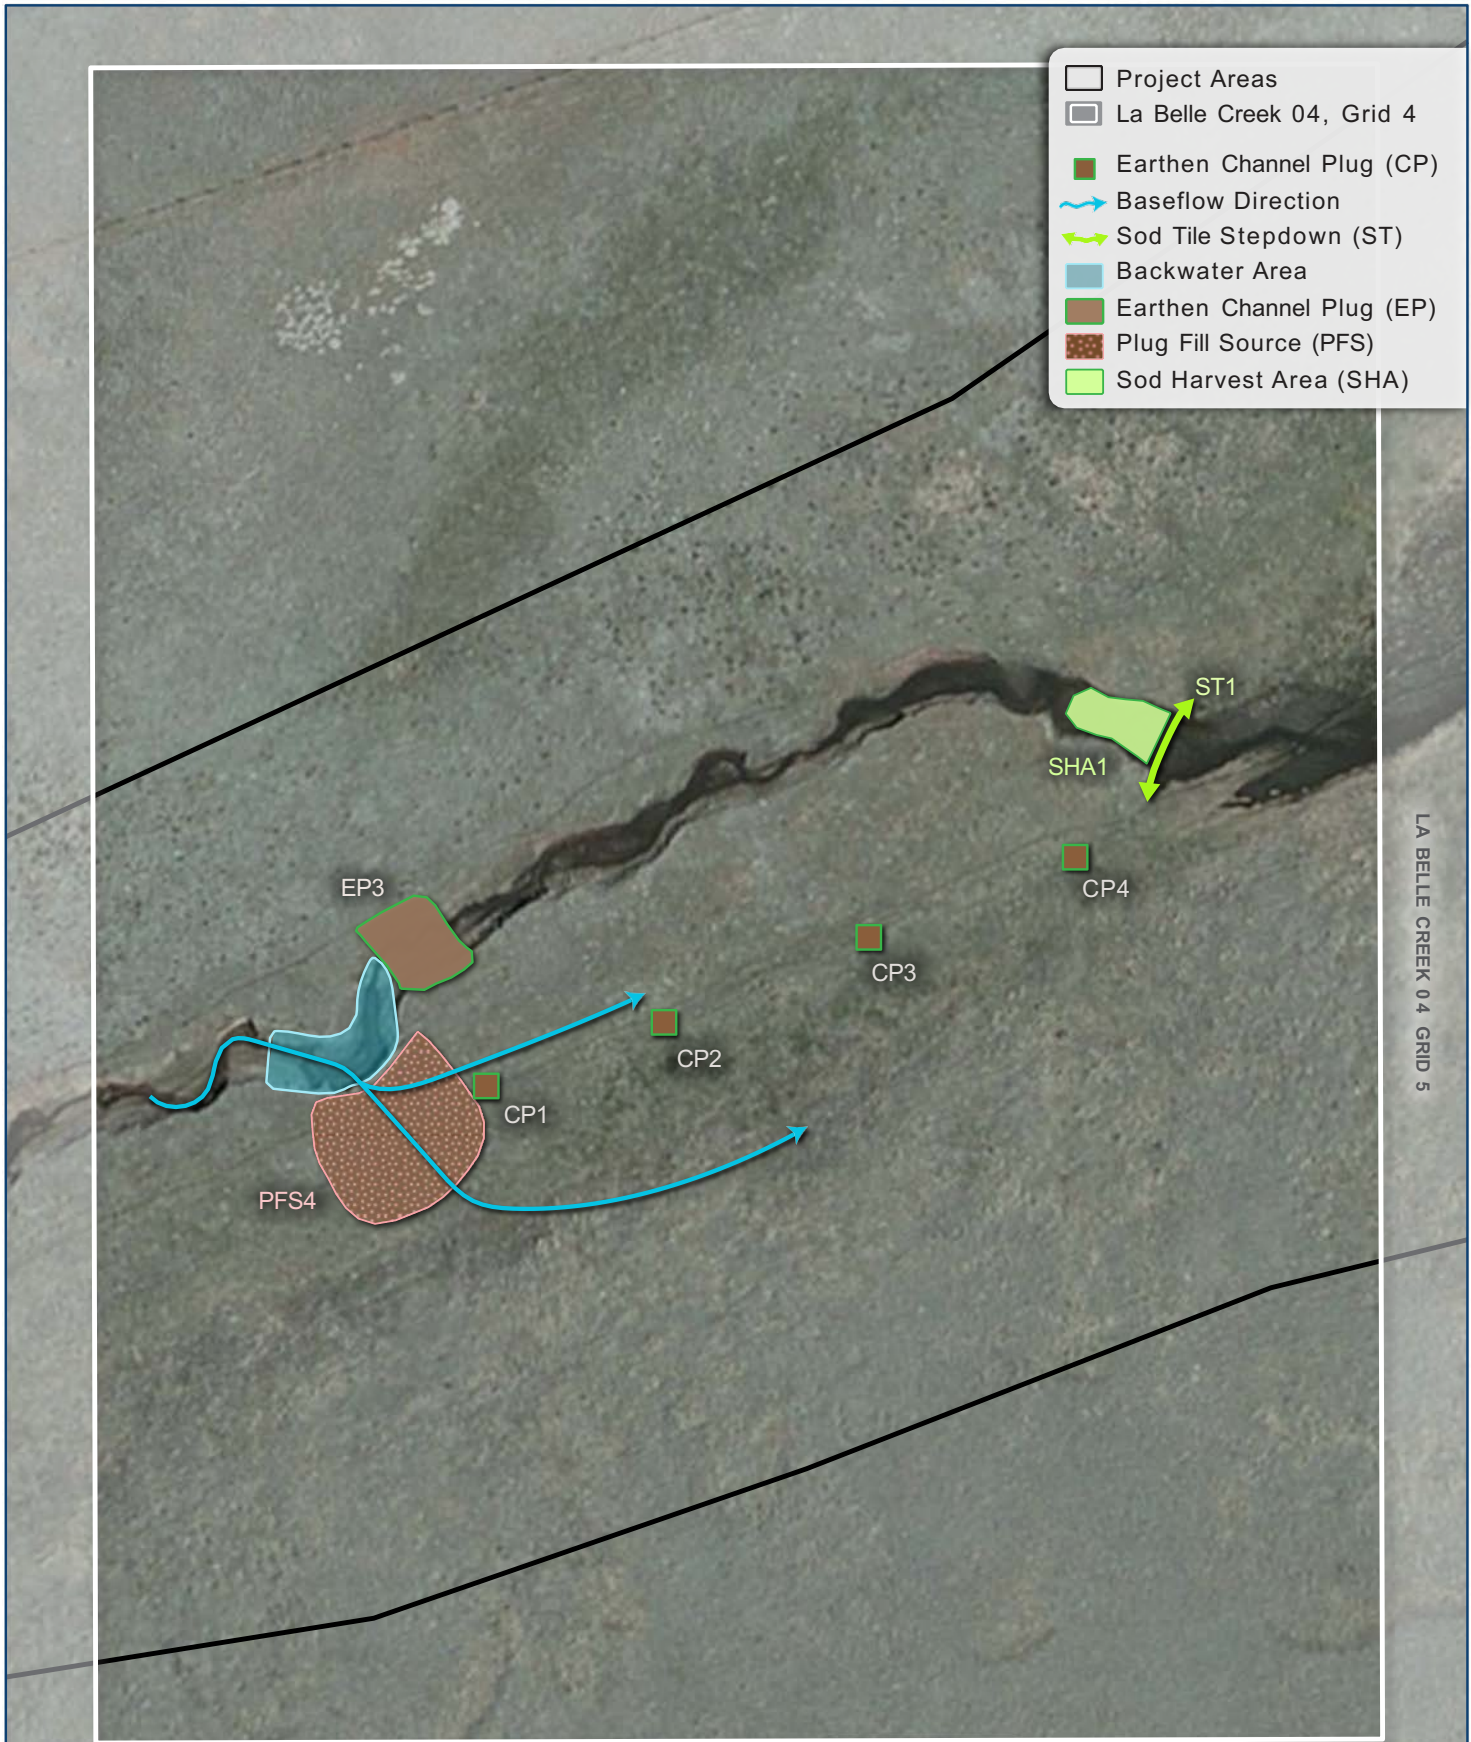 Project Areas
La Belle Creek 04, Grid 4
Earthen Channel Plug (CP)
Baseflow Direction
Sod Tile Stepdown (ST)
Backwater Area
Earthen Channel Plug (EP)
Plug Fill Source (PFS)
Sod Harvest Area (SHA)
ST1
SHA1
CP4
EP3
CP3
CP2
CP1
PFS4
LA BELLE CREEK 04 GRID 5